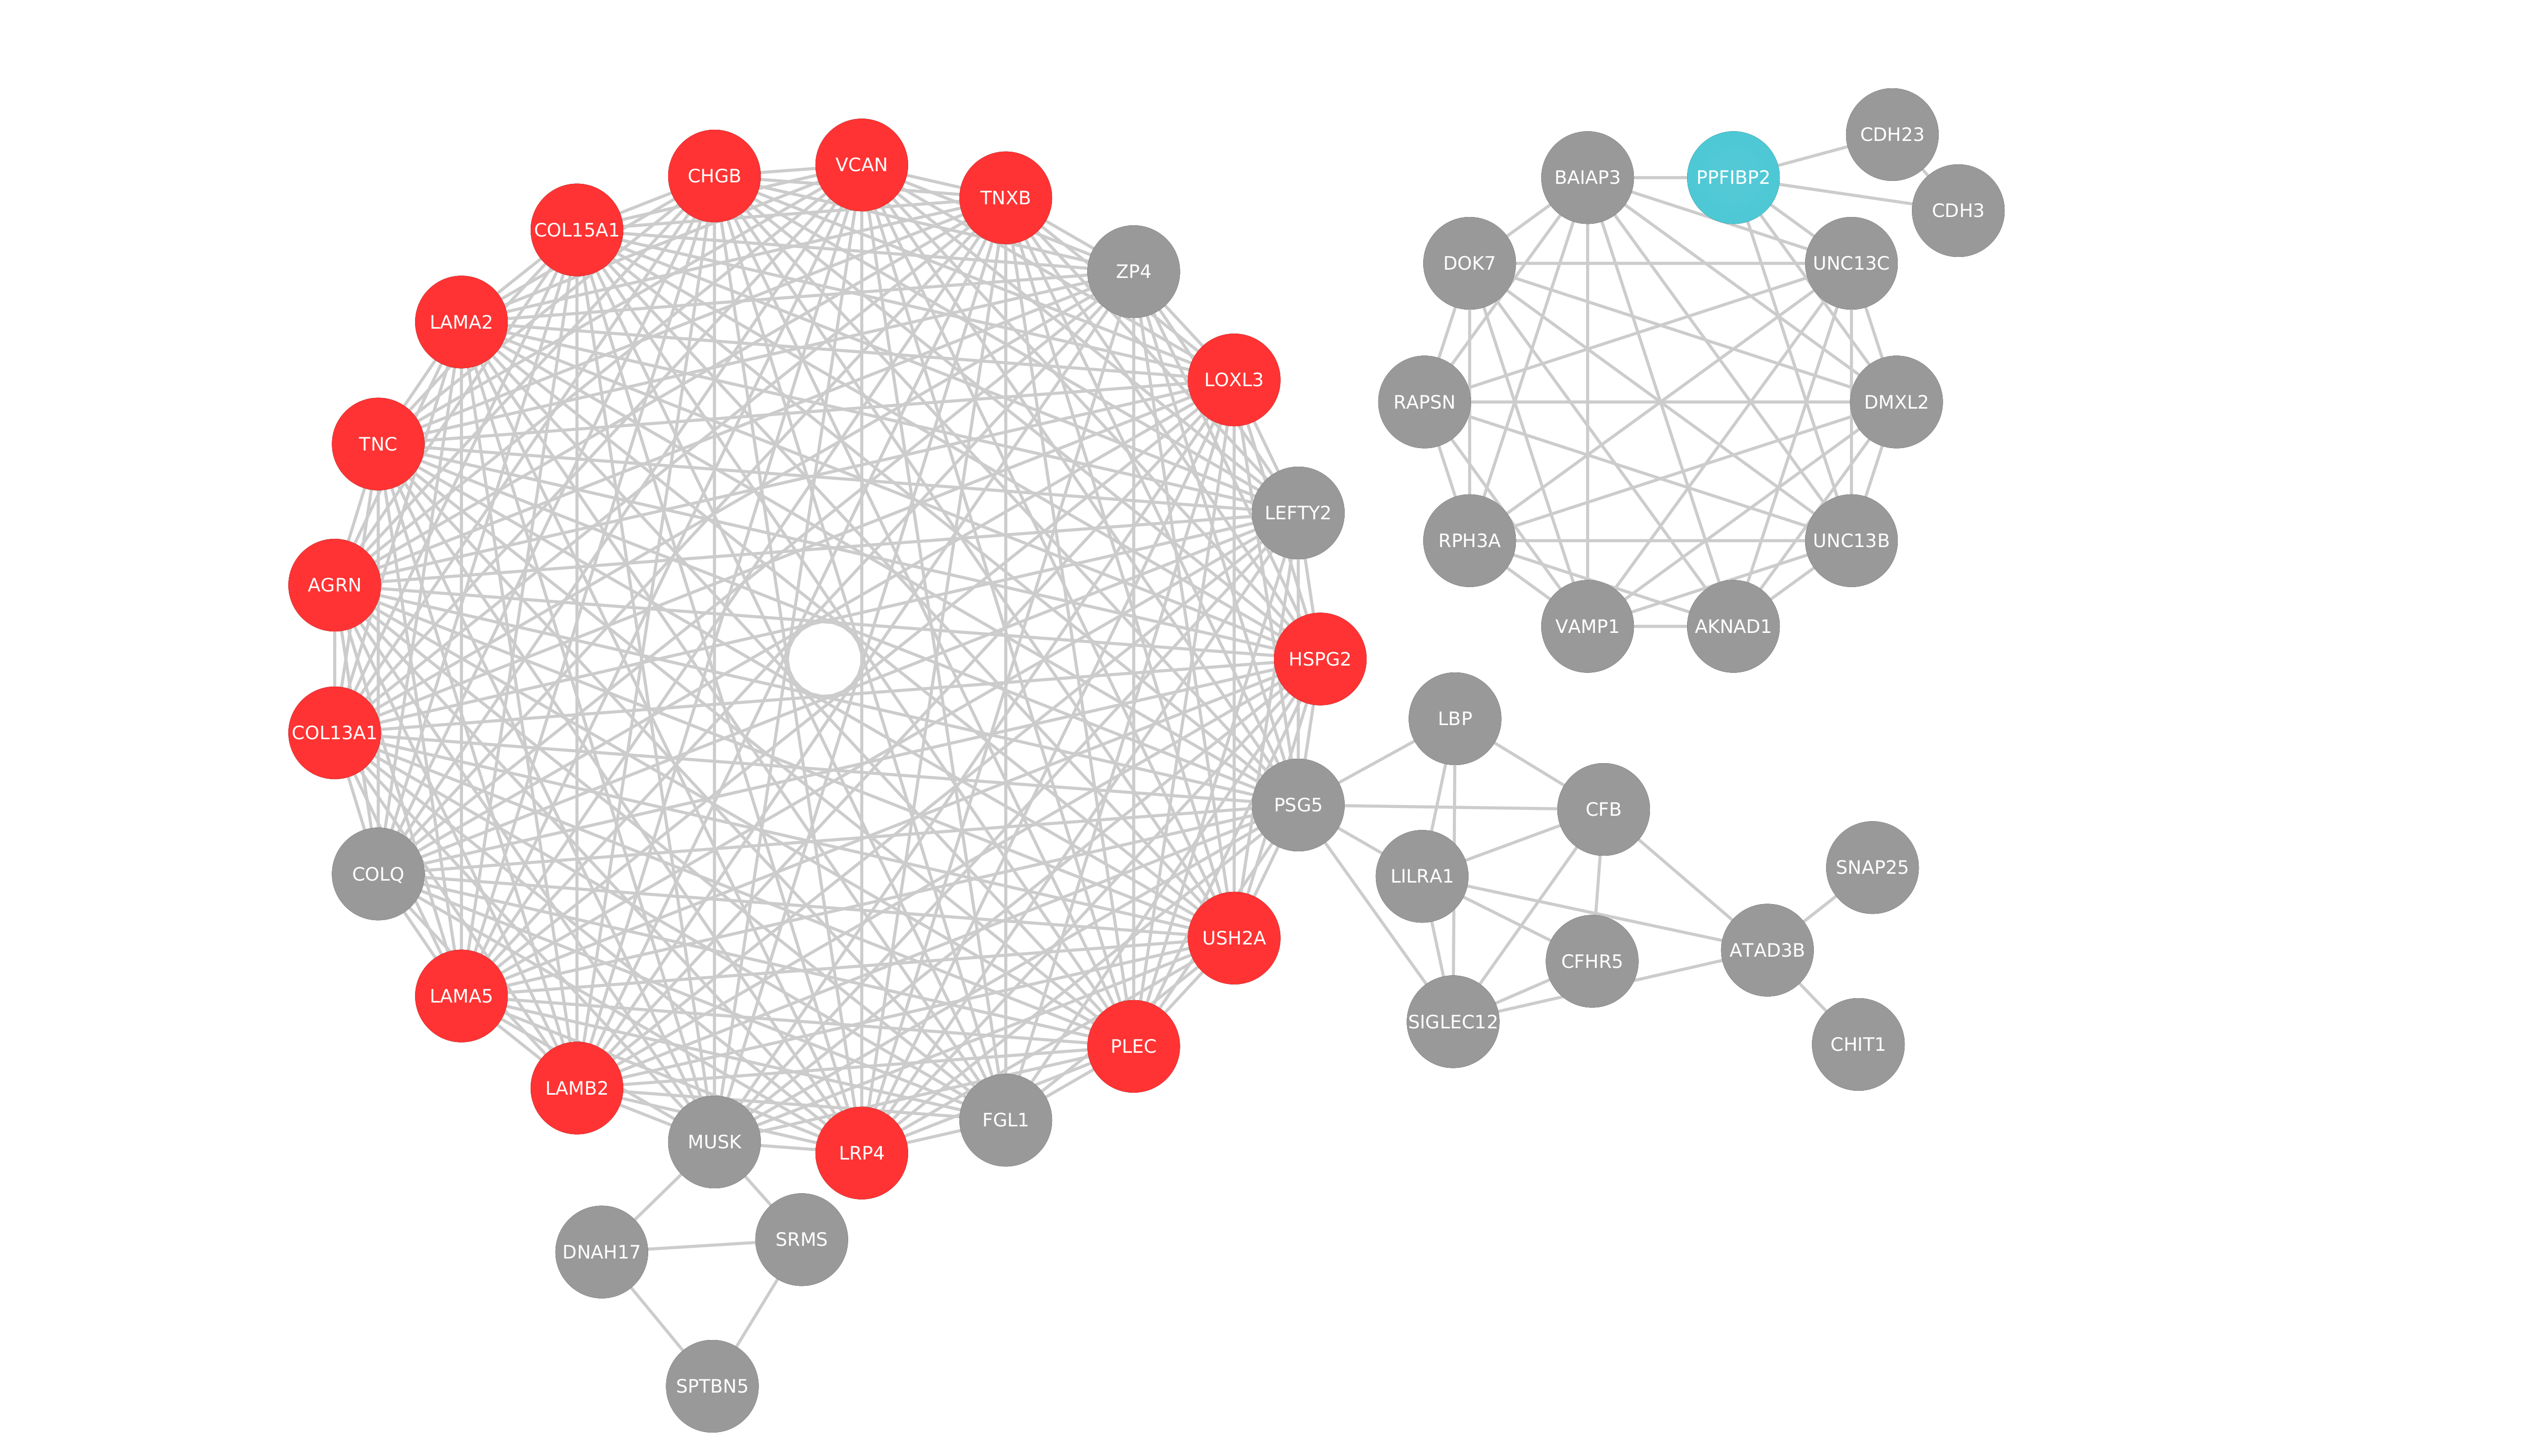 CDH23
VCAN
CHGB
BAIAP3
PPFIBP2
TNXB
CDH3
COL15A1
DOK7
UNC13C
ZP4
LAMA2
LOXL3
RAPSN
DMXL2
TNC
LEFTY2
RPH3A
UNC13B
AGRN
VAMP1
AKNAD1
HSPG2
LBP
COL13A1
PSG5
CFB
SNAP25
COLQ
LILRA1
USH2A
ATAD3B
CFHR5
LAMA5
SIGLEC12
CHIT1
PLEC
LAMB2
FGL1
MUSK
LRP4
SRMS
DNAH17
SPTBN5